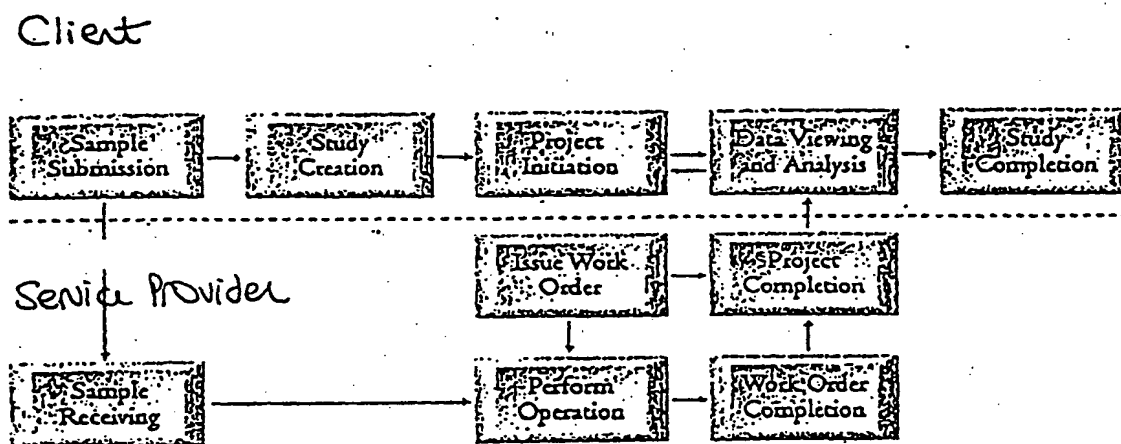 Client
Sample
Submission
Study
Creation
Project
Initiation
Data Viewing
and Analysis
Study
Completion
Issue Work
Order
Project
Completion
Service Provider
Sample
Receiving
Perform
Operation
Work Order
Completion